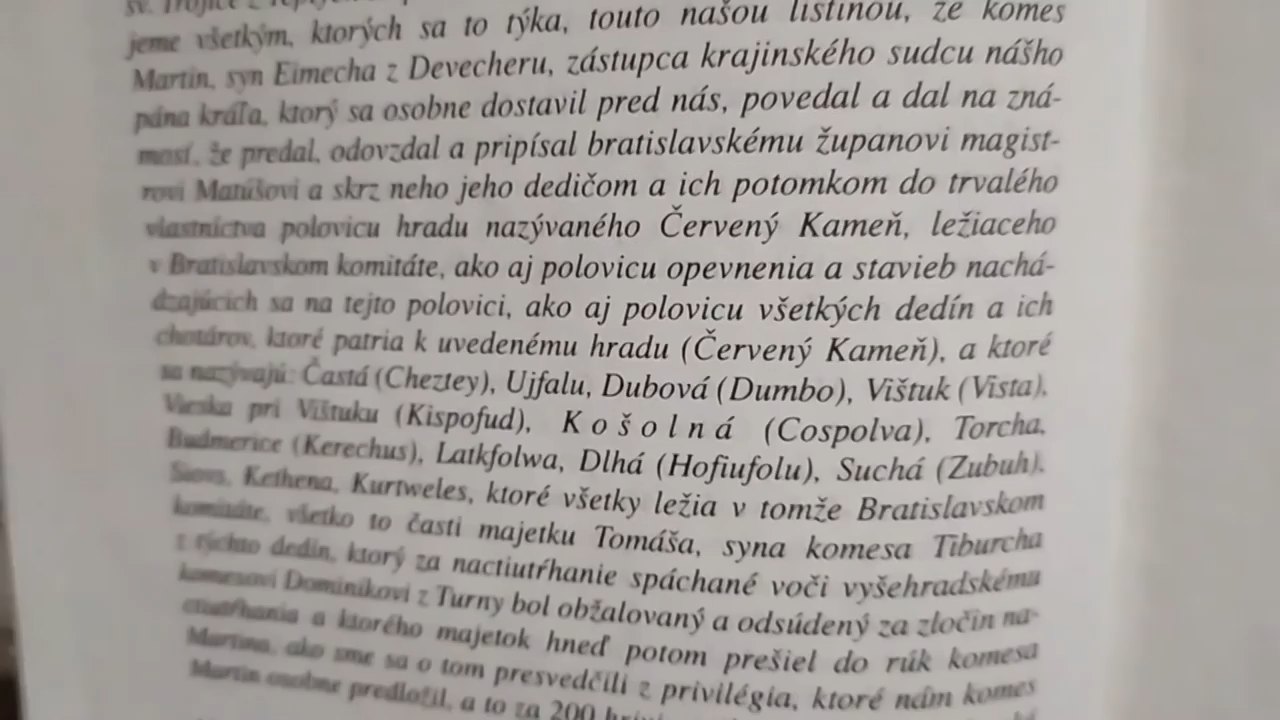 sv. Trojice z
jeme všetkým, ktorých sa to týka, touto našou listinou, že komes
Martin, syn Eimecha z Devecheru, zástupca krajinského sudcu nášho
pána kráľa, ktorý sa osobne dostavil pred nás, povedal a dal na zná-
mosť, že predal, odovzdal a pripísal bratislavskému županovi magist-
rovi Matúšovi a skrz neho jeho dedičom a ich potomkom do trvalého
vlastníctva polovicu hradu nazývaného Červený Kameň, ležiaceho
v Bratislavskom komitáte, ako aj polovicu opevnenia a stavieb nachá-
dzajúcich sa na tejto polovici, ako aj polovicu všetkých dedín a ich
chotárov, ktoré patria k uvedenému hradu (Červený Kameň), a ktoré
sa nazývajú: Častá (Cheztey), Ujfalu, Dubová (Dumbo), Vištuk (Vista),
Vieska pri Vištuku (Kispofud), Košolná (Cospolva), Torcha,
Budmerice (Kerechus), Latkfolwa, Dlhá (Hofiufolu), Suchá (Zubuh),
Kethena, Kurtweles, ktoré všetky ležia v tomže Bratislavskom
komitáte, všetko to časti majetku Tomáša, syna komesa Tiburcha
z týchto dedín, ktorý za nactiutŕhanie spáchané voči vyšehradskému
komesovi Dominikovi z Turny bol obžalovaný a odsúdený za zločin na-
ctiutŕhania a ktorého majetok hneď potom prešiel do rúk komesa
Martina, ako sme sa o tom presvedčili z privilégia, ktoré nám komes
Martin osobne predložil, a to za 200